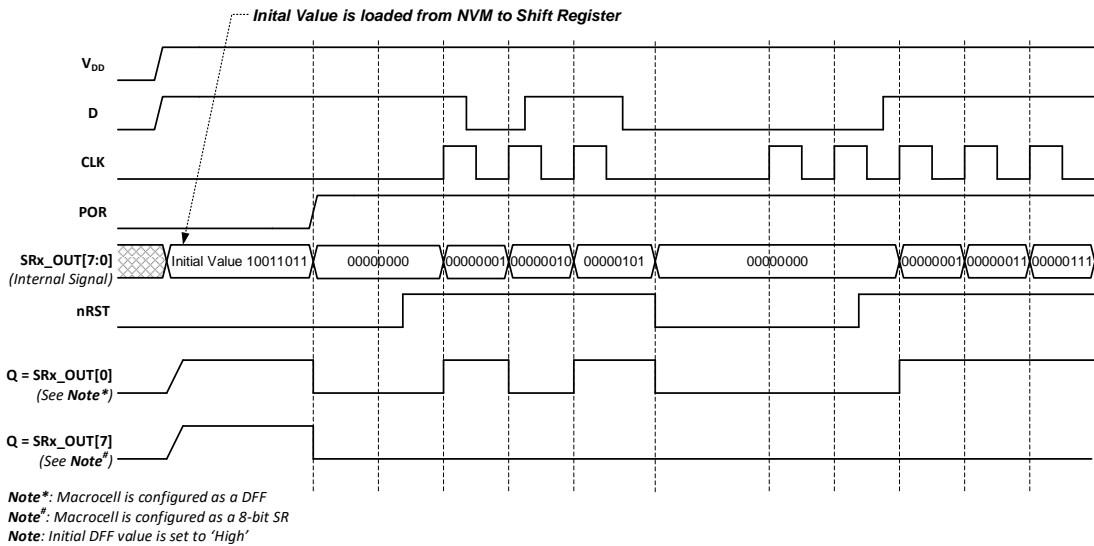 Inital Value is loaded from NVM to Shift Register
VDD
D
CLK
POR
SRx_OUT[7:0]
(Internal Signal)
Initial Value 10011011
00000000
00000001
00000010
00000101
00000000
00000001
00000011
00000111
nRST
Q = SRx_OUT[0]
(See Note*)
Q = SRx_OUT[7]
(See Note#)
Note*: Macrocell is configured as a DFF
Note#: Macrocell is configured as a 8-bit SR
Note: Initial DFF value is set to ‘High’